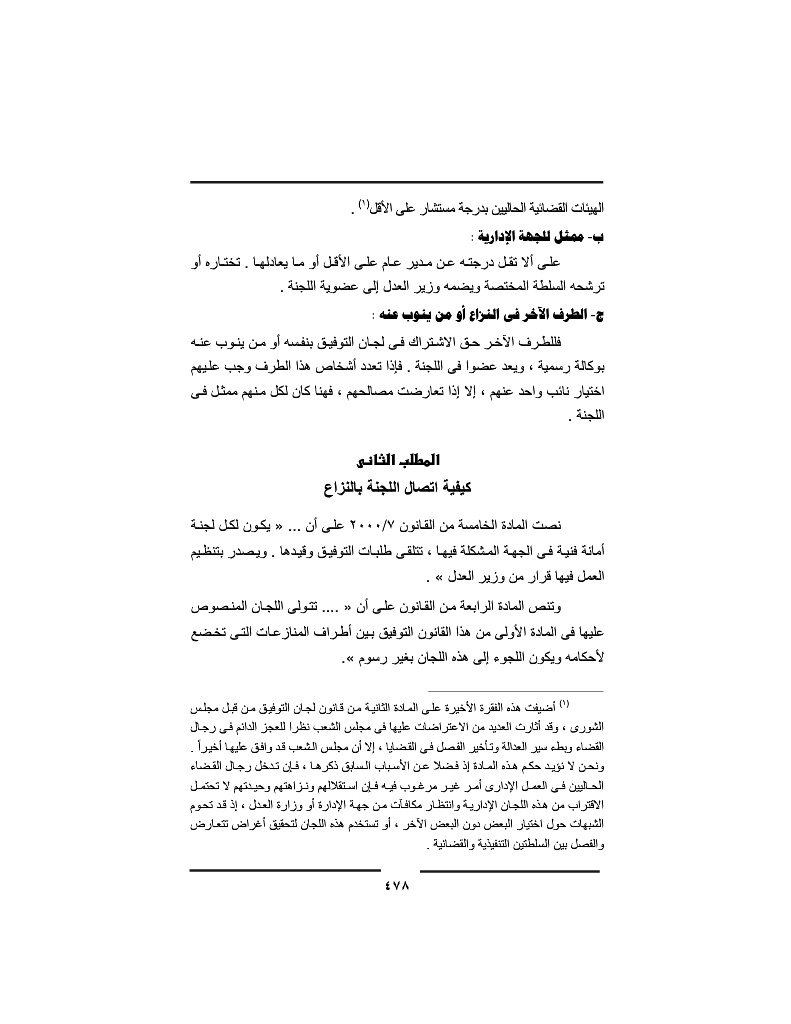 الهيئات القضائية الحاليين بدرجة مستشار على الأقل(١) .
ب- ممثل للجهة الإدارية :
على ألا تقل درجته عن مدير عام على الأقل أو ما يعادلها . تختاره أو
ترشحه السلطة المختصة ويضمه وزير العدل إلى عضوية اللجنة .
ج- الطرف الآخر فى النزاع أو من ينوب عنه :
فللطرف الآخر حق الاشتراك فى لجان التوفيق بنفسه أو من ينوب عنه
بوكالة رسمية ، ويعد عضوا فى اللجنة . فإذا تعدد أشخاص هذا الطرف وجب عليهم
اختيار نائب واحد عنهم ، إلا إذا تعارضت مصالحهم ، فهنا كان لكل منهم ممثل فى
اللجنة .
المطلب الثانى
كيفية اتصال اللجنة بالنزاع
نصت المادة الخامسة من القانون ٢٠٠٠/٧ على أن ... « يكون لكل لجنة
أمانة فنية فى الجهة المشكلة فيها ، تتلقى طلبات التوفيق وقيدها . ويصدر بتنظيم
العمل فيها قرار من وزير العدل » .
وتنص المادة الرابعة من القانون على أن « .... تتولى اللجان المنصوص
عليها فى المادة الأولى من هذا القانون التوفيق بين أطراف المنازعات التى تخضع
لأحكامه ويكون اللجوء إلى هذه اللجان بغير رسوم ».
(١) أضيفت هذه الفقرة الأخيرة على المادة الثانية من قانون لجان التوفيق من قبل مجلس
الشورى ، وقد أثارت العديد من الاعتراضات عليها فى مجلس الشعب نظرا للعجز الدائم فى رجال
القضاء وبطء سير العدالة وتأخير الفصل فى القضايا ، إلا أن مجلس الشعب قد وافق عليها أخيراً .
ونحن لا نؤيد حكم هذه المادة إذ فضلا عن الأسباب السابق ذكرها ، فإن تدخل رجال القضاء
الحاليين فى العمل الإدارى أمر غير مرغوب فيه فإن استقلالهم ونزاهتهم وحيدتهم لا تحتمل
الاقتراب من هذه اللجان الإدارية وانتظار مكافآت من جهة الإدارة أو وزارة العدل ، إذ قد تحوم
الشبهات حول اختيار البعض دون البعض الآخر ، أو تستخدم هذه اللجان لتحقيق أغراض تتعارض
والفصل بين السلطتين التنفيذية والقضائية .
٤٧٨